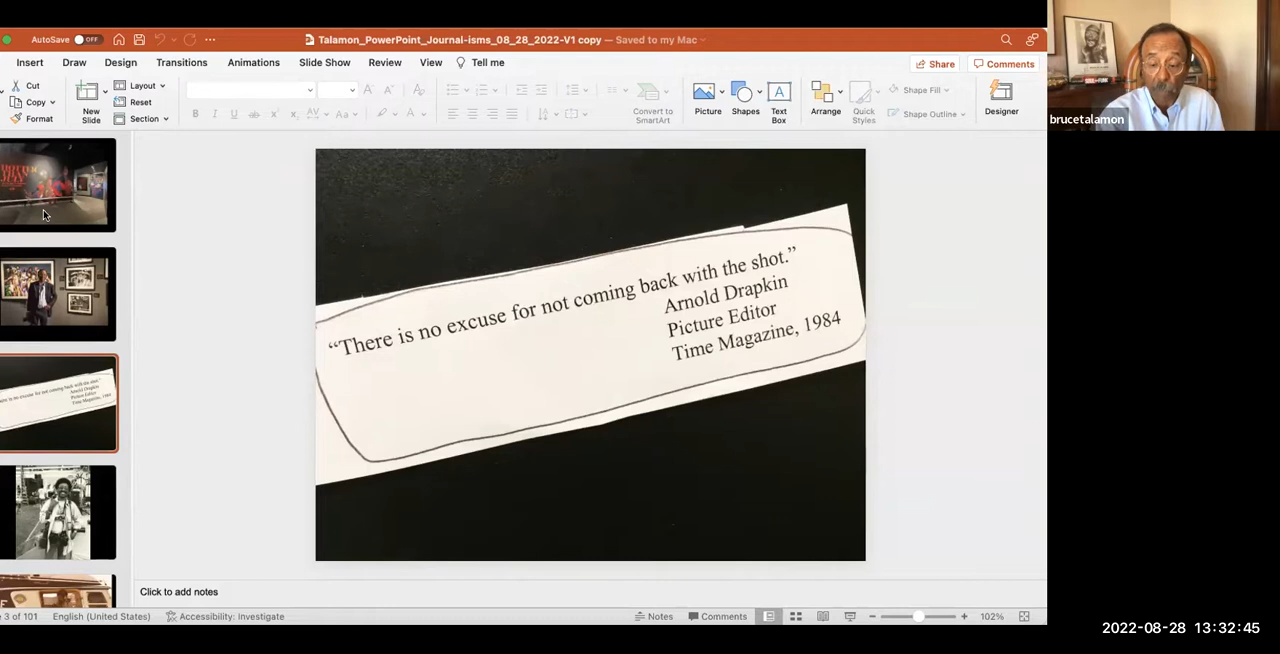 AutoSave OFF
Talamon_PowerPoint_Journal-isms_08_28_2022-V1 copy — Saved to my Mac
Insert Draw Design Transitions Animations Slide Show Review View Tell me
Share Comments
Cut
Copy
Format
New Slide
Layout
Reset
Section
Convert to SmartArt
Picture
Shapes
Text Box
Arrange
Quick Styles
Shape Fill
Shape Outline
Designer
brucetalamon
“There is no excuse for not coming back with the shot.”
Arnold Drapkin
Picture Editor
Time Magazine, 1984
Click to add notes
3 of 101 English (United States) Accessibility: Investigate
Notes Comments 102%
2022-08-28 13:32:45